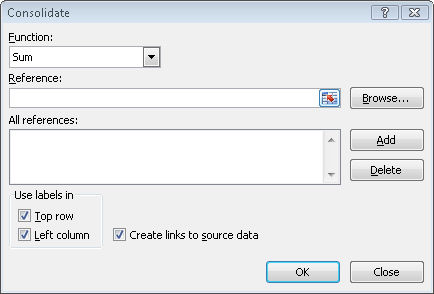 Consolidate
Function:
Sum
Reference:
Browse...
All references:
Add
Delete
Use labels in
Top row
Left column
Create links to source data
OK
Close